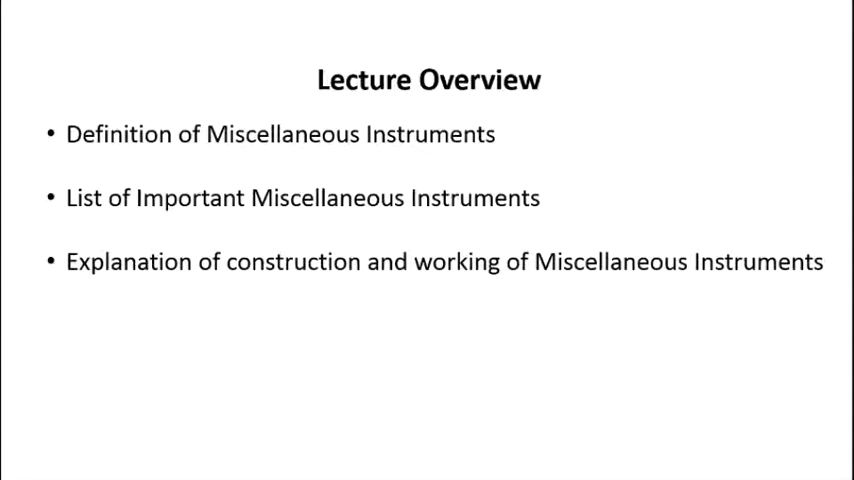 Lecture Overview
• Definition of Miscellaneous Instruments
• List of Important Miscellaneous Instruments
• Explanation of construction and working of Miscellaneous Instruments